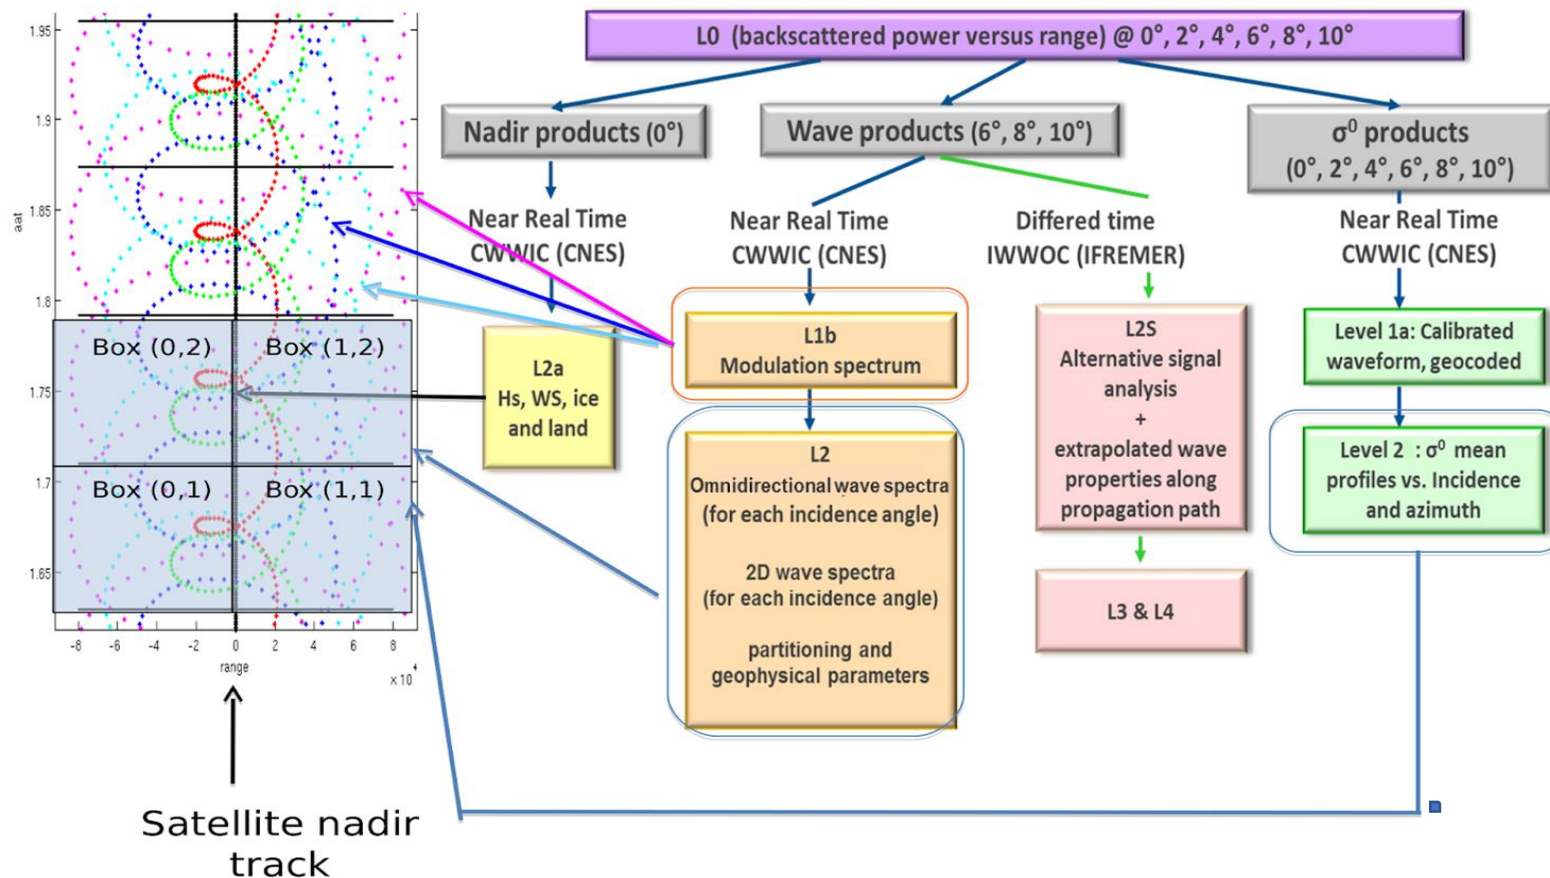 L0 (backscattered power versus range) @ 0°, 2°, 4°, 6°, 8°, 10°
Nadir products (0°)
Wave products (6°, 8°, 10°)
σ⁰ products
(0°, 2°, 4°, 6°, 8°, 10°)
Near Real Time
CWWIC (CNES)
Near Real Time
CWWIC (CNES)
Differed time
IWWOC (IFREMER)
Near Real Time
CWWIC (CNES)
L2a
Hs, WS, ice
and land
L1b
Modulation spectrum
L2
Omnidirectional wave spectra
(for each incidence angle)
2D wave spectra
(for each incidence angle)
partitioning and
geophysical parameters
L2S
Alternative signal
analysis
+
extrapolated wave
properties along
propagation path
L3 & L4
Level 1a: Calibrated
waveform, geocoded
Level 2 : σ⁰ mean
profiles vs. Incidence
and azimuth
1.95
1.9
1.85
1.8
1.75
1.7
1.65
aat
Box (0,2) Box (1,2)
Box (0,1) Box (1,1)
-8 -6 -4 -2 0 2 4 6 8
range
x 10⁴
Satellite nadir
track